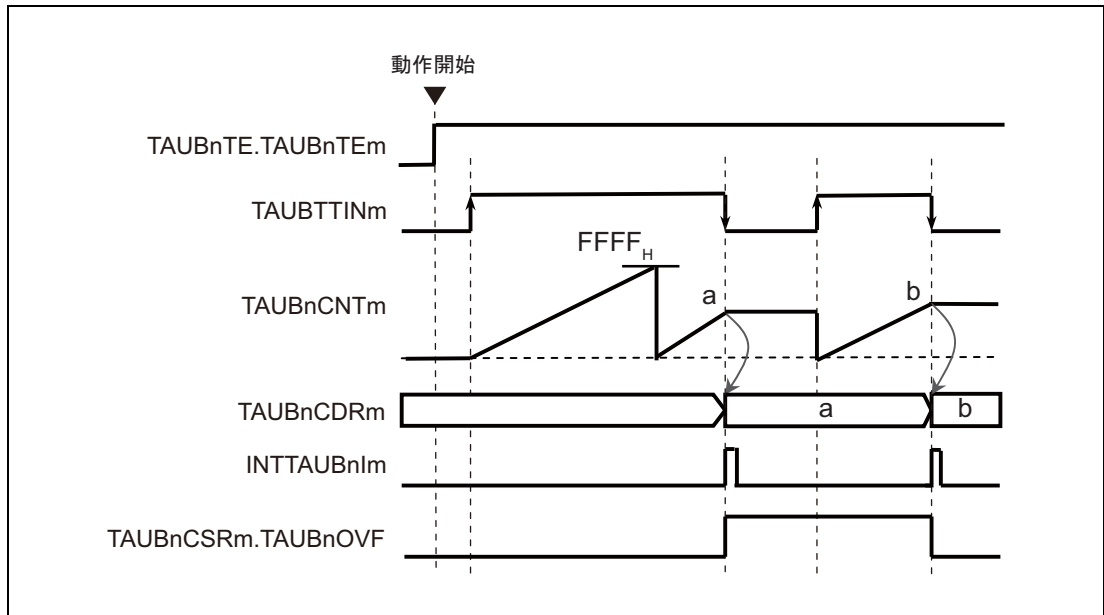 動作開始
TAUBnTE.TAUBnTEm
TAUBTTINm
FFFFH
TAUBnCNTm
a
b
TAUBnCDRm
a
b
INTTAUBnIm
TAUBnCSRm.TAUBnOVF